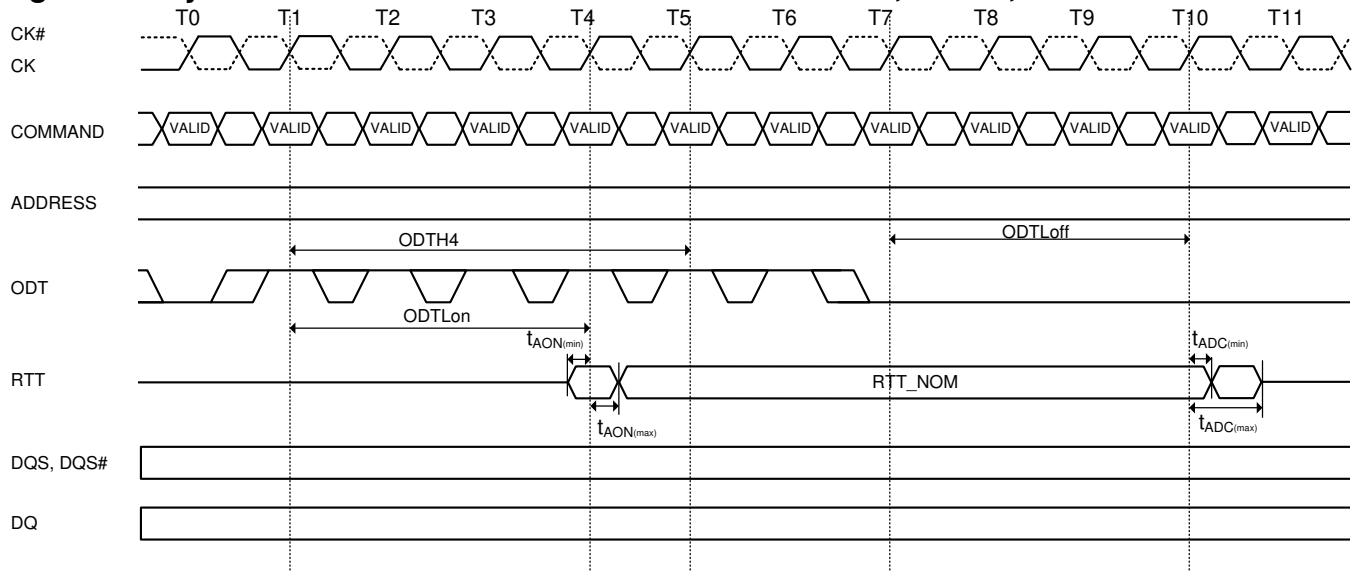 T0 T1 T2 T3 T4 T5 T6 T7 T8 T9 T10 T11
CK#
CK
COMMAND VALID VALID VALID VALID VALID VALID VALID VALID VALID VALID VALID VALID
ADDRESS
ODTH4 ODTLoff
ODT
ODTLon
tAON(min) tADC(min)
RTT RTT_NOM
tAON(max) tADC(max)
DQS, DQS#
DQ